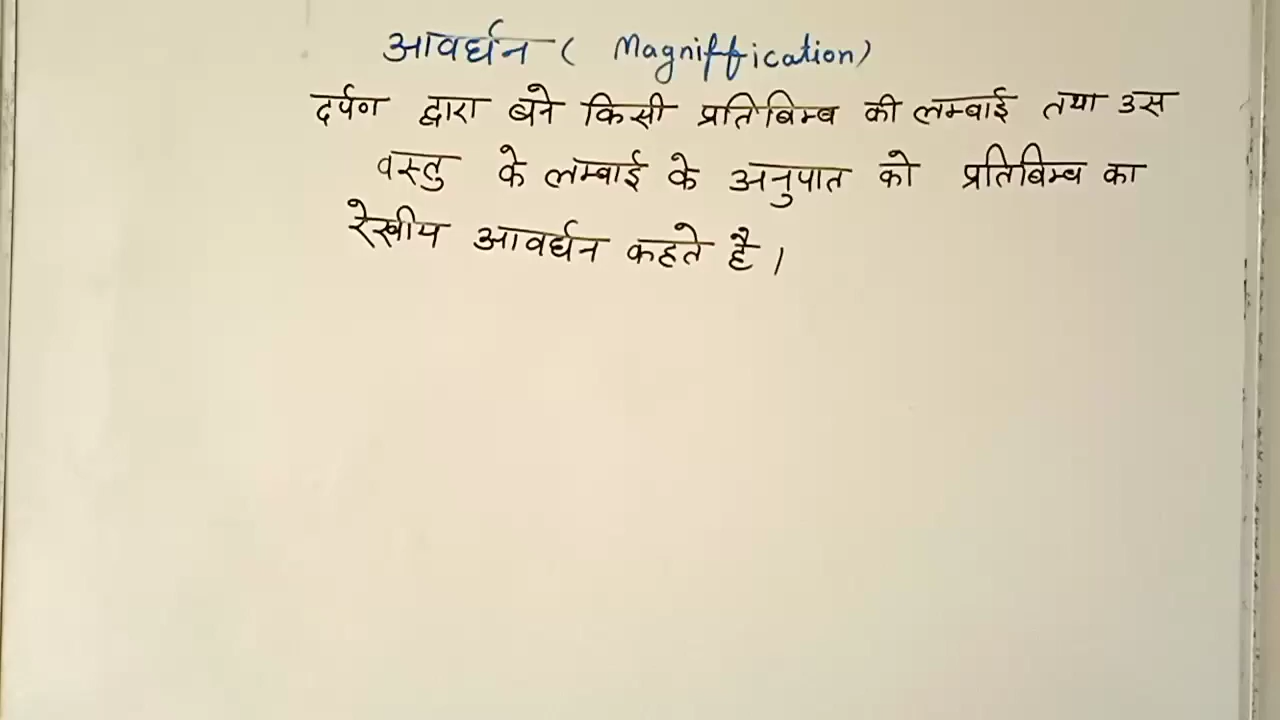 आवर्धन ( Magniffication)
दर्पण द्वारा बने किसी प्रतिबिम्ब की लम्बाई तथा उस
वस्तु के लम्बाई के अनुपात को प्रतिबिम्ब का
रेखीय आवर्धन कहते है।